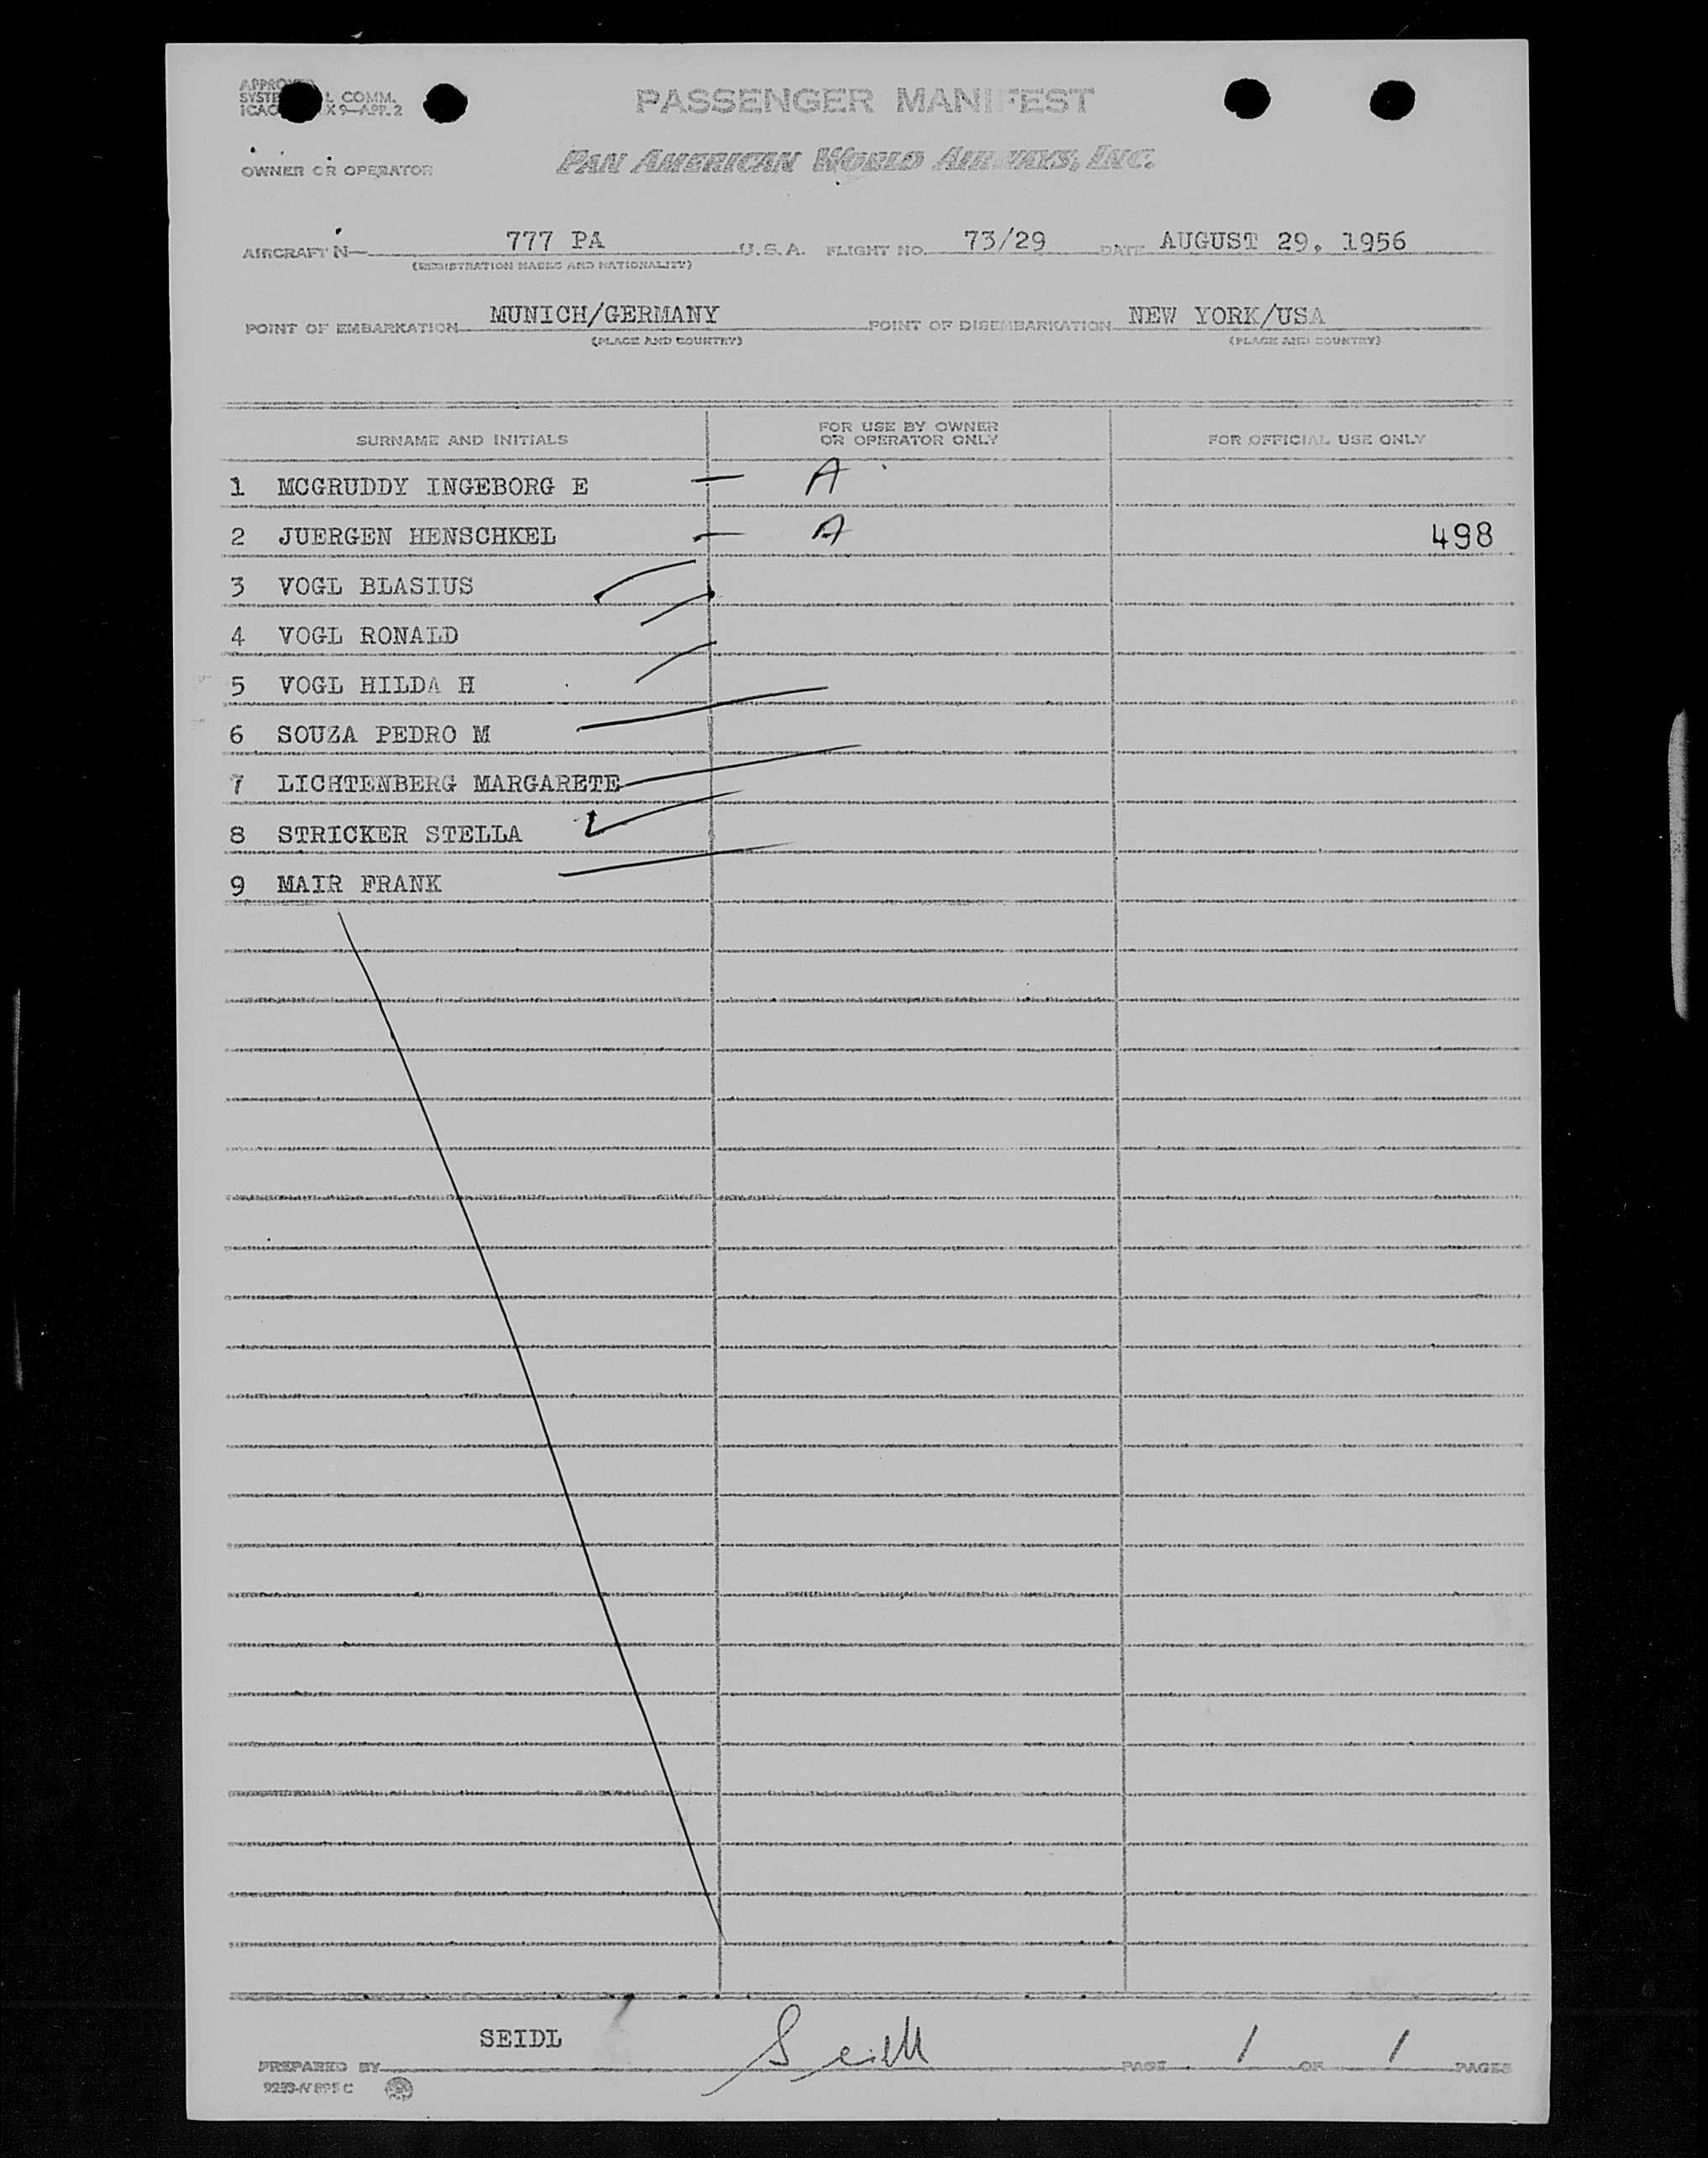 PASSENGER MANIFEST
COMM.
PAN AMERICAN WORLD AIRWAYS, INC.
OWNER OR OPERATOR
AIRCRAFT N— 777 PA U.S.A. FLIGHT NO. 73/29 DATE AUGUST 29, 1956
(REGISTRATION MARKS AND NATIONALITY)
POINT OF EMBARKATION MUNICH/GERMANY POINT OF DISEMBARKATION NEW YORK/USA
(PLACE AND COUNTRY) (PLACE AND COUNTRY)
SURNAME AND INITIALS FOR USE BY OWNER OR OPERATOR ONLY FOR OFFICIAL USE ONLY
1 MCGRUDDY INGEBORG E — A
2 JUERGEN HENSCHKEL — A 498
3 VOGL BLASIUS
4 VOGL RONALD
5 VOGL HILDA H
6 SOUZA PEDRO M
7 LICHTENBERG MARGARETE
8 STRICKER STELLA
9 MAIR FRANK
SEIDL Seidl
PREPARED BY PAGE 1 OF 1 PAGES